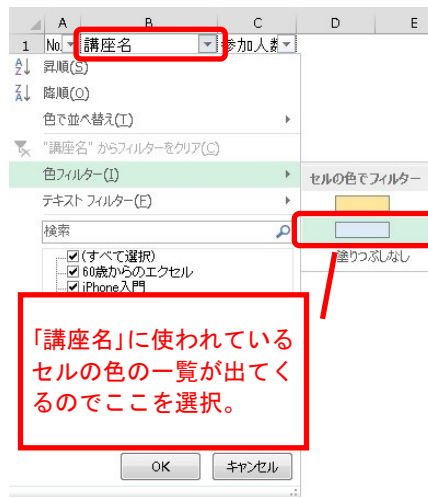 A B C D E
1 No. 講座名 参加人数
昇順(S)
降順(O)
色で並べ替え(T)
"講座名" からフィルターをクリア(C)
色フィルター(I)
セルの色でフィルター
テキスト フィルター(F)
検索
塗りつぶしなし
(すべて選択)
60歳からのエクセル
iPhone入門
「講座名」に使われている
セルの色の一覧が出てく
るのでここを選択。
OK キャンセル